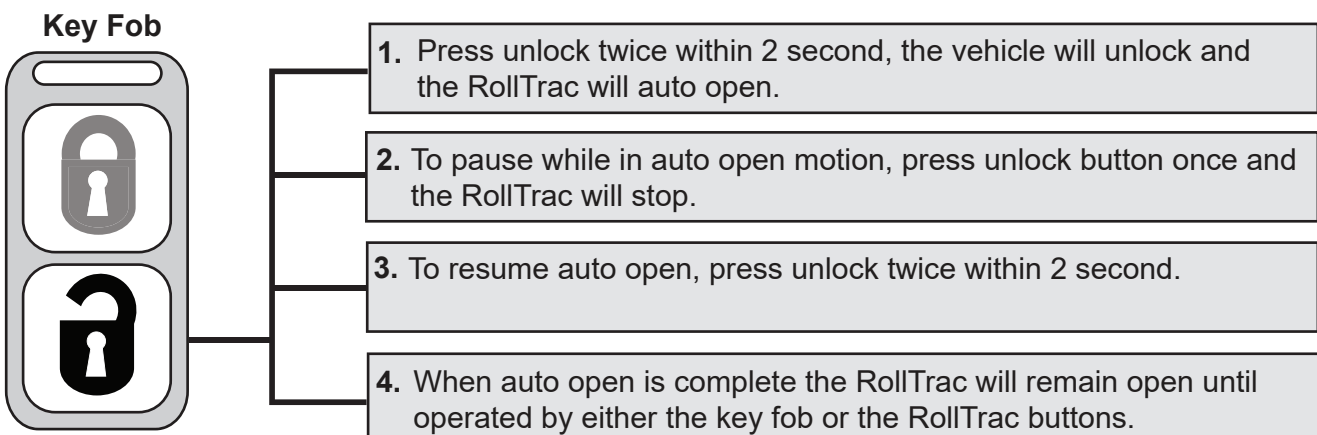 Key Fob
1. Press unlock twice within 2 second, the vehicle will unlock and
the RollTrac will auto open.
2. To pause while in auto open motion, press unlock button once and
the RollTrac will stop.
3. To resume auto open, press unlock twice within 2 second.
4. When auto open is complete the RollTrac will remain open until
operated by either the key fob or the RollTrac buttons.